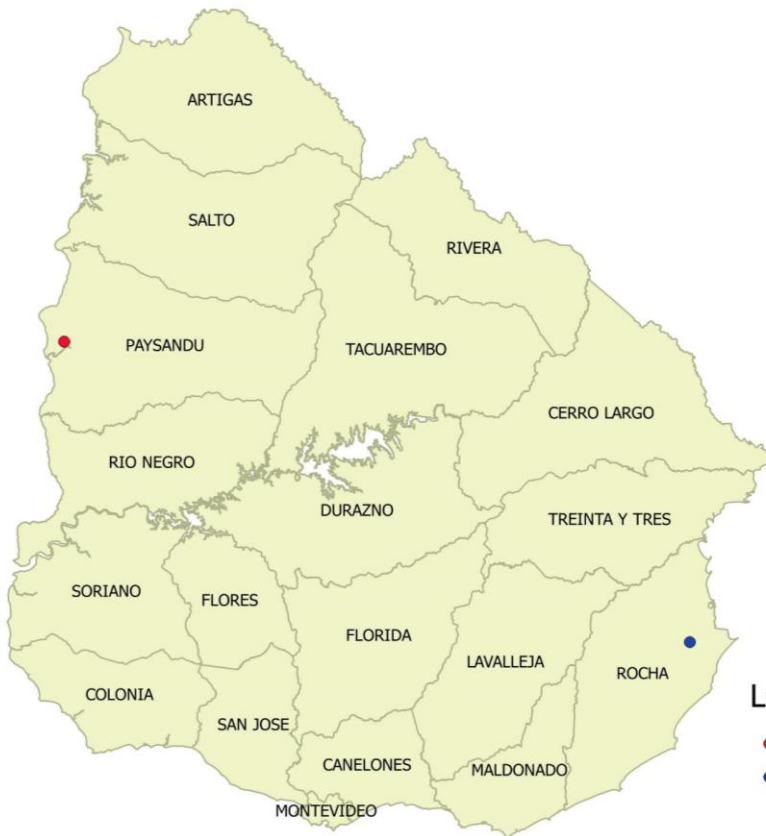 ARTIGAS
SALTO
RIVERA
PAYSANDU
TACUAREMBO
CERRO LARGO
RIO NEGRO
DURAZNO
TREINTA Y TRES
SORIANO
FLORES
FLORIDA
LAVALLEJA
ROCHA
COLONIA
SAN JOSE
CANELONES
MALDONADO
MONTEVIDEO
L